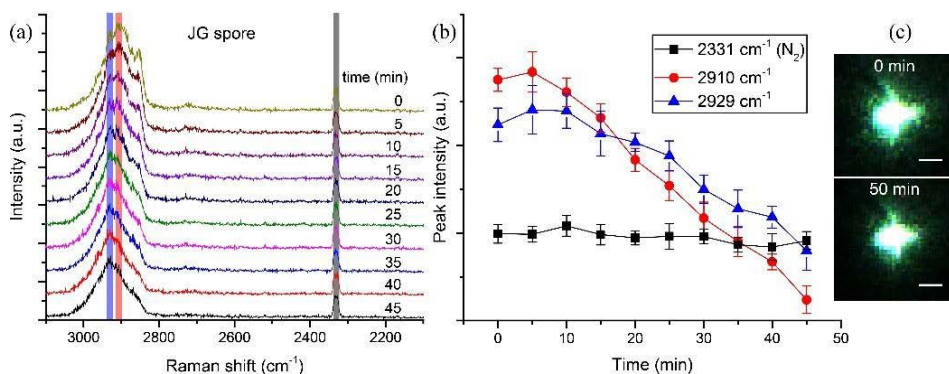 (a)
JG spore
time (min)
0
5
10
15
20
25
30
35
40
45
Intensity (a.u.)
3000 2800 2600 2400 2200
Raman shift (cm⁻¹)
(b)
2331 cm⁻¹ (N₂)
2910 cm⁻¹
2929 cm⁻¹
Peak intensity (a.u.)
0 10 20 30 40 50
Time (min)
(c)
0 min
50 min